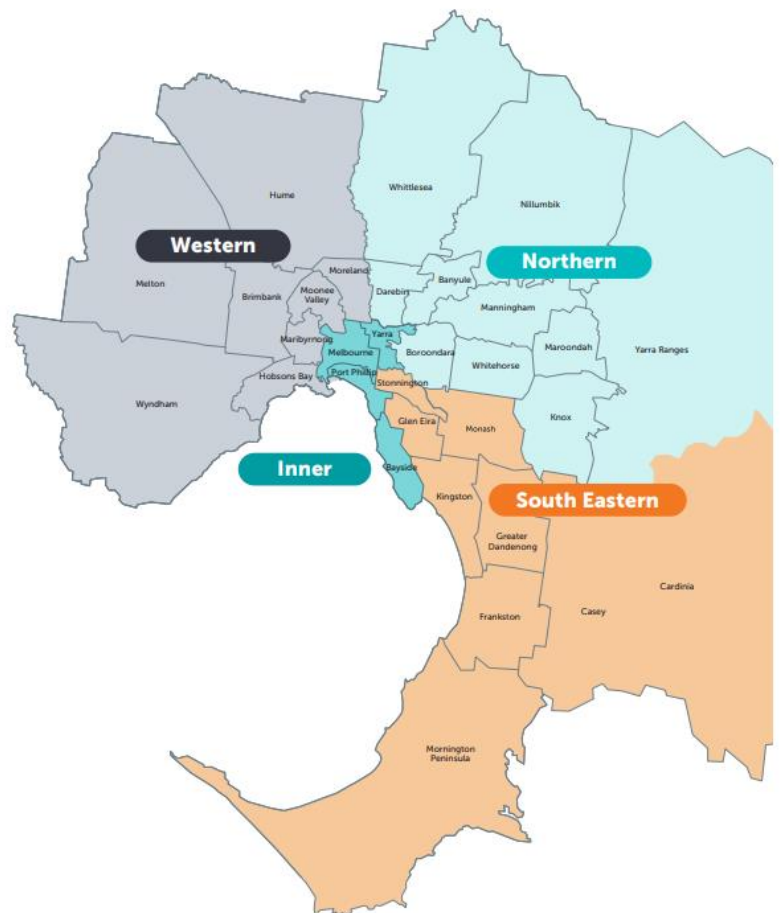 Whittlesea
Hume
Nillumbik
Western
Northern
Moreland
Banyule
Melton
Moonee
Valley
Darebin
Brimbank
Manningham
Yarra
Maribyrnong
Melbourne
Boroondara
Maroondah
Yarra Ranges
Whitehorse
Port Phillip
Hobsons Bay
Stonnington
Wyndham
Knox
Glen Eira
Monash
Inner
Bayside
Kingston
South Eastern
Greater
Dandenong
Cardinia
Casey
Frankston
Mornington
Peninsula